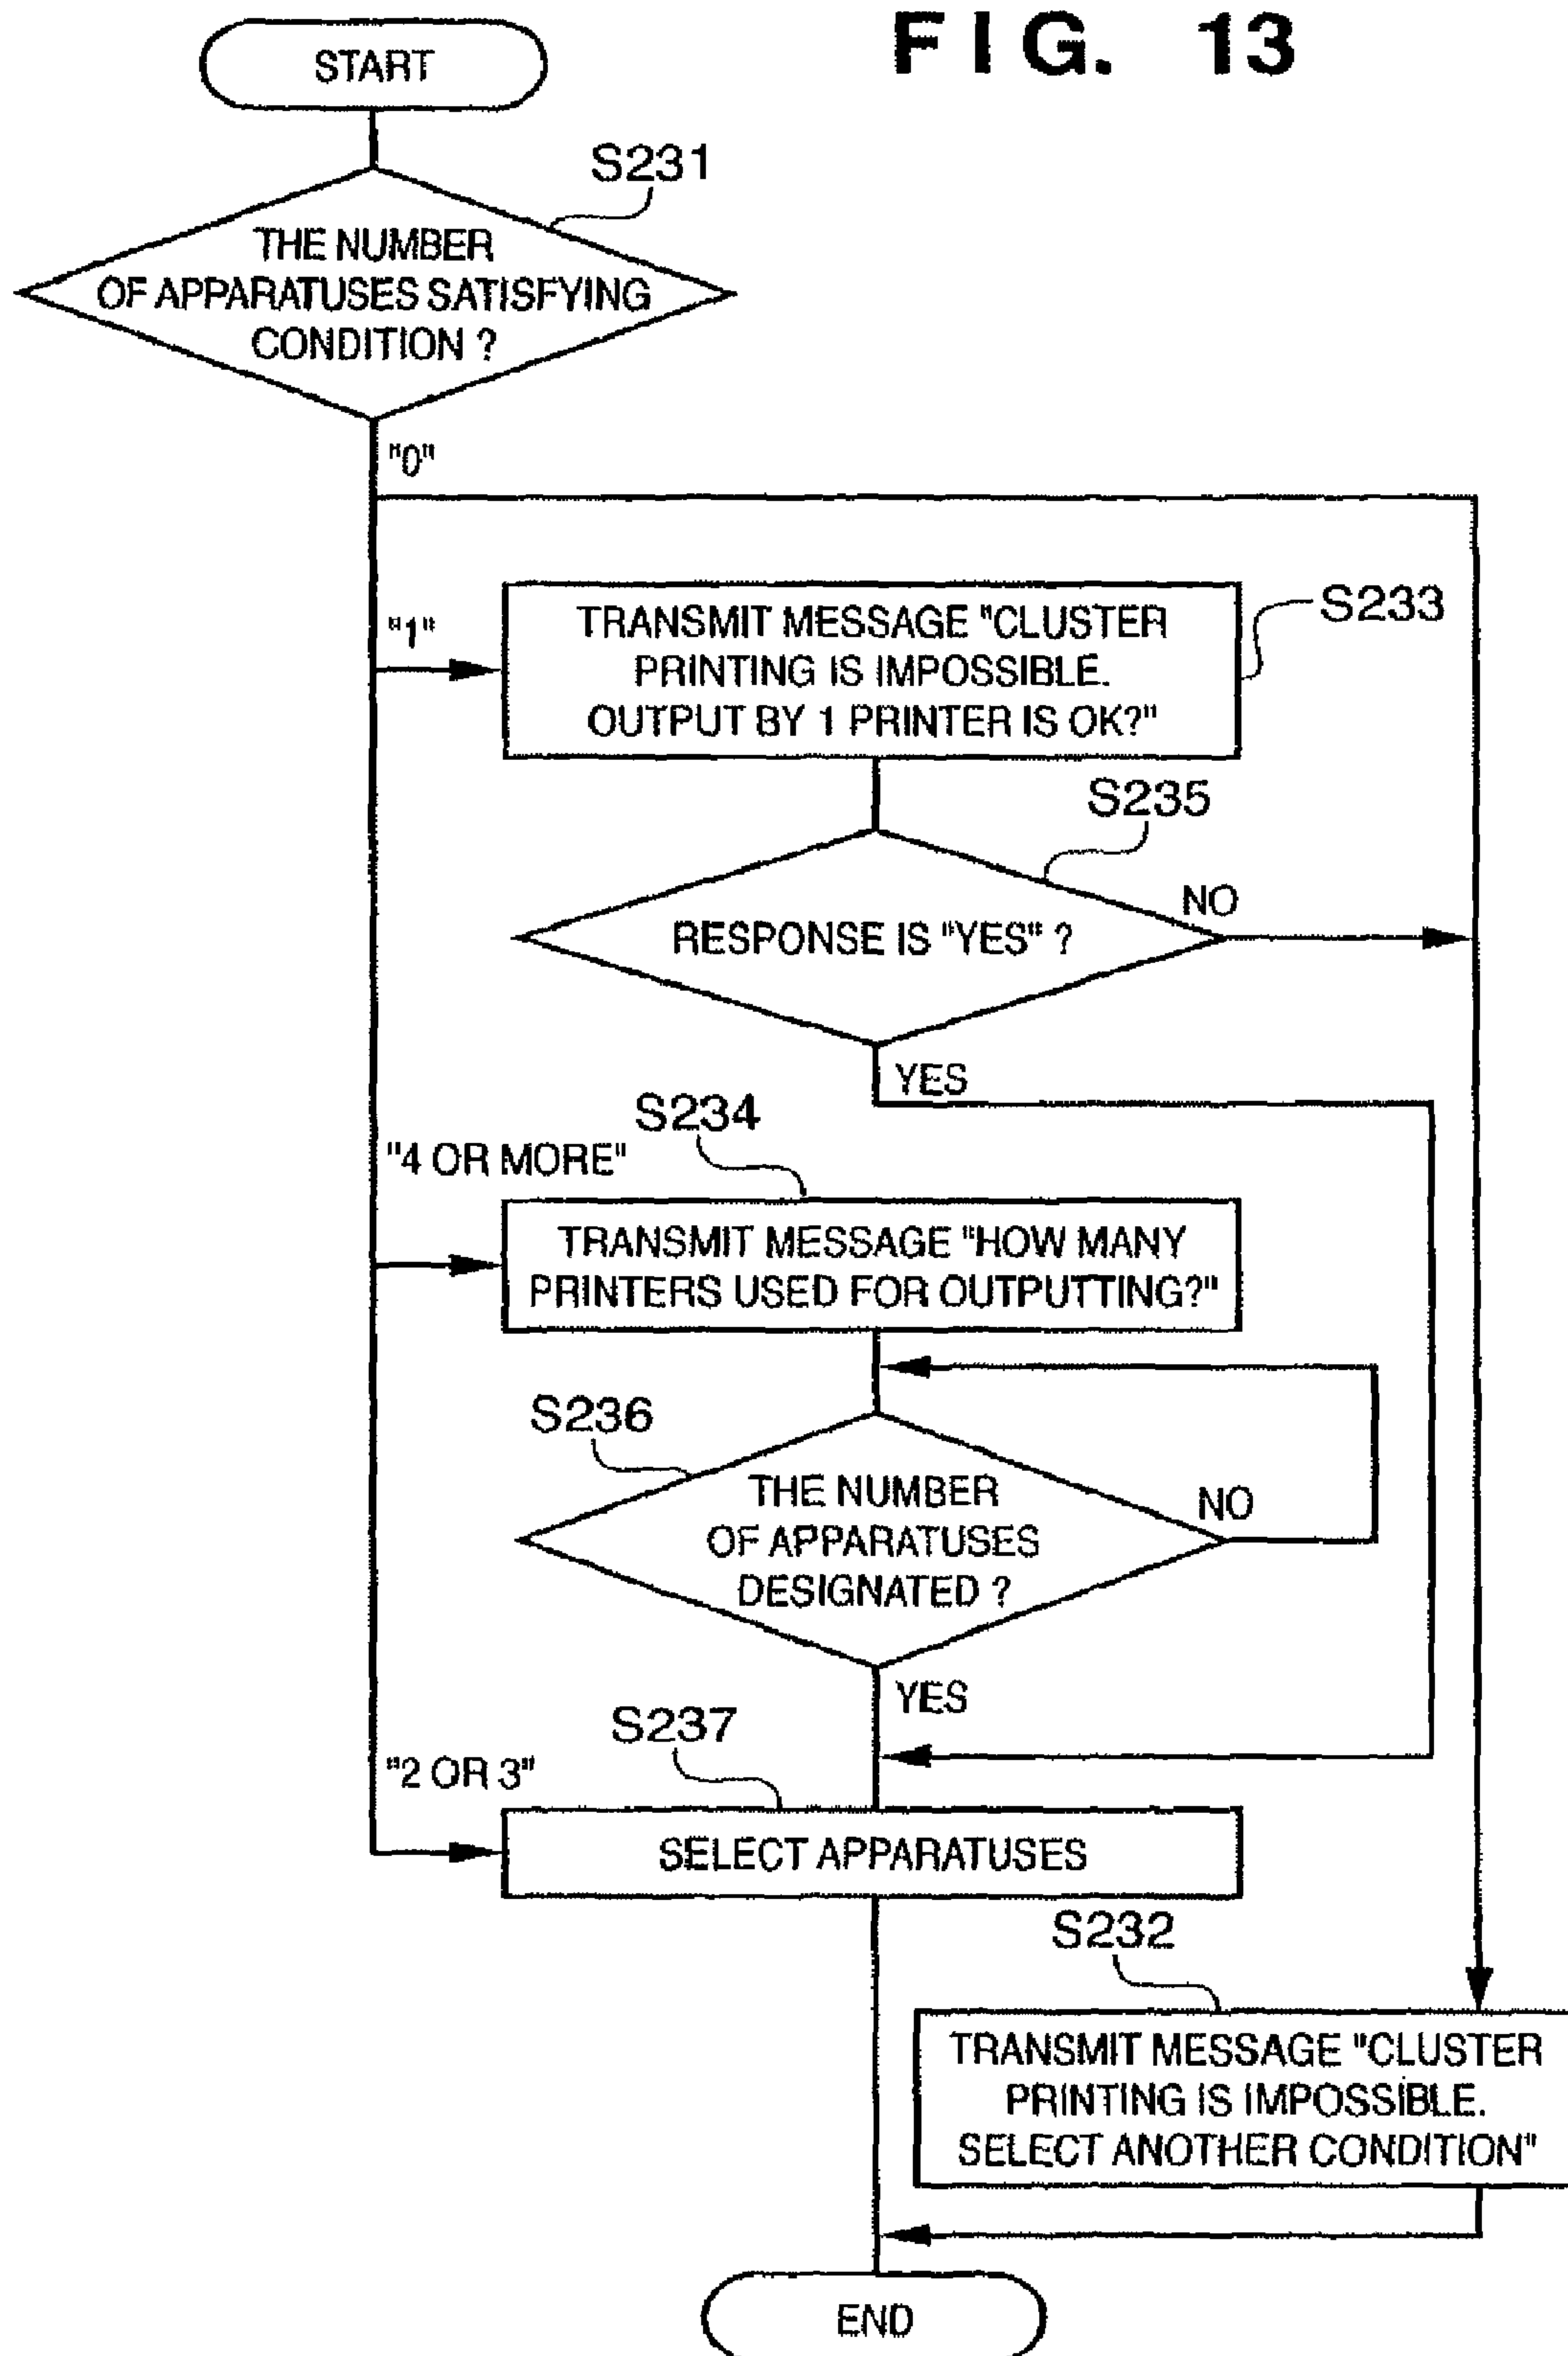 FIG. 13
START
S231
THE NUMBER
OF APPARATUSES SATISFYING
CONDITION ?
"0"
"1"
TRANSMIT MESSAGE "CLUSTER
PRINTING IS IMPOSSIBLE.
OUTPUT BY 1 PRINTER IS OK?"
S233
S235
RESPONSE IS "YES" ?
NO
YES
S234
"4 OR MORE"
TRANSMIT MESSAGE "HOW MANY
PRINTERS USED FOR OUTPUTTING?"
S236
THE NUMBER
OF APPARATUSES
DESIGNATED ?
NO
YES
S237
"2 OR 3"
SELECT APPARATUSES
S232
TRANSMIT MESSAGE "CLUSTER
PRINTING IS IMPOSSIBLE.
SELECT ANOTHER CONDITION"
END